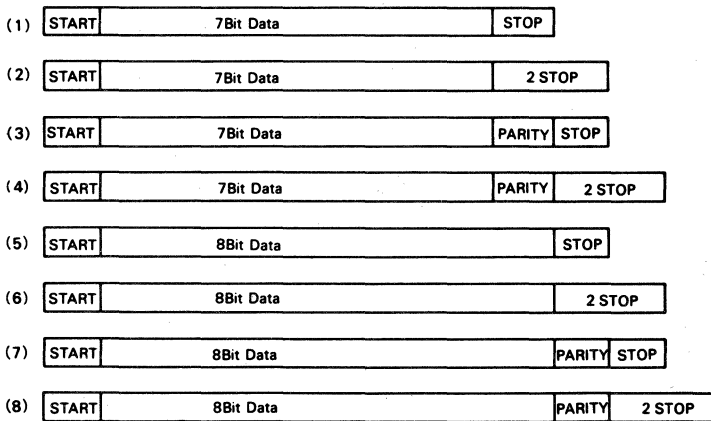 (1) START 7Bit Data STOP
(2) START 7Bit Data 2 STOP
(3) START 7Bit Data PARITY STOP
(4) START 7Bit Data PARITY 2 STOP
(5) START 8Bit Data STOP
(6) START 8Bit Data 2 STOP
(7) START 8Bit Data PARITY STOP
(8) START 8Bit Data PARITY 2 STOP